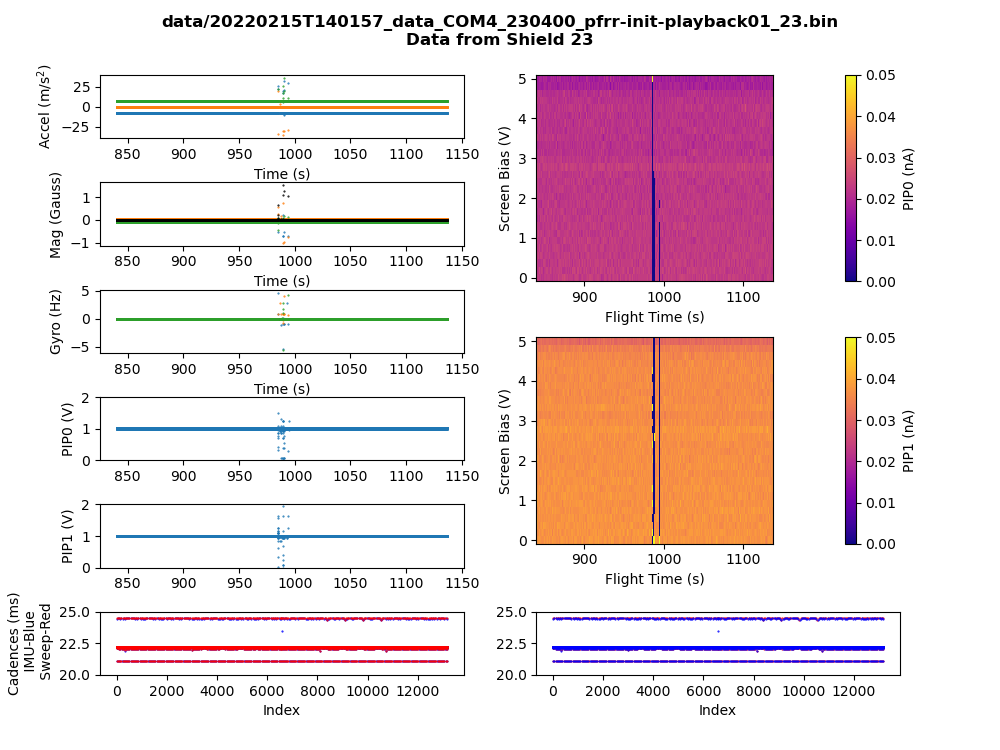 data/20220215T140157_data_COM4_230400_pfrr-init-playback01_23.bin
Data from Shield 23
Accel (m/s²)
25
0
−25
850 900 950 1000 1050 1100 1150
Time (s)
Mag (Gauss)
1
0
−1
850 900 950 1000 1050 1100 1150
Time (s)
Gyro (Hz)
5
0
−5
850 900 950 1000 1050 1100 1150
Time (s)
PIP0 (V)
2
1
0
850 900 950 1000 1050 1100 1150
PIP1 (V)
2
1
0
850 900 950 1000 1050 1100 1150
Cadences (ms)
IMU-Blue
Sweep-Red
25.0
22.5
20.0
0 2000 4000 6000 8000 10000 12000
Index
Screen Bias (V)
5
4
3
2
1
0
900 1000 1100
Flight Time (s)
0.05
0.04
0.03
0.02
0.01
0.00
PIP0 (nA)
Screen Bias (V)
5
4
3
2
1
0
900 1000 1100
Flight Time (s)
0.05
0.04
0.03
0.02
0.01
0.00
PIP1 (nA)
25.0
22.5
20.0
0 2000 4000 6000 8000 10000 12000
Index